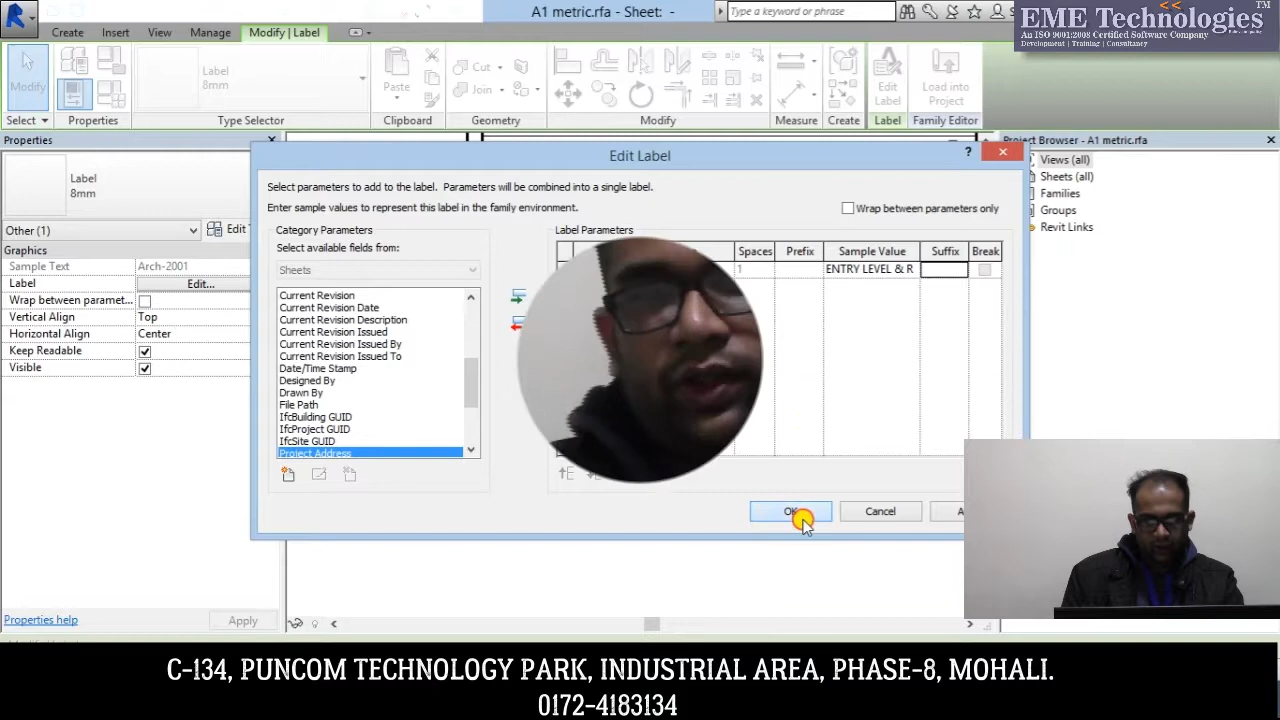 A1 metric.rfa - Sheet: -
Type a keyword or phrase
EME Technologies
TM
An ISO 9001:2008 Certified Software Company
Development | Training | Consultancy
Create Insert View Manage Modify | Label
Modify
Label
8mm
Paste
Cut
Join
Edit
Label
Load into
Project
Select Properties Type Selector Clipboard Geometry Modify Measure Create Label Family Editor
Properties
Label
8mm
Other (1)
Edit
Graphics
Sample Text Arch-2001
Label Edit...
Wrap between paramet...
Vertical Align Top
Horizontal Align Center
Keep Readable
Visible
Properties help
Apply
Edit Label
Select parameters to add to the label. Parameters will be combined into a single label.
Enter sample values to represent this label in the family environment.
Wrap between parameters only
Category Parameters
Select available fields from:
Sheets
Current Revision
Current Revision Date
Current Revision Description
Current Revision Issued
Current Revision Issued By
Current Revision Issued To
Date/Time Stamp
Designed By
Drawn By
File Path
IfcBuilding GUID
IfcProject GUID
IfcSite GUID
Project Address
Label Parameters
Spaces Prefix Sample Value Suffix Break
1 ENTRY LEVEL & R
OK Cancel A
Project Browser - A1 metric.rfa
Views (all)
Sheets (all)
Families
Groups
Revit Links
C-134, PUNCOM TECHNOLOGY PARK, INDUSTRIAL AREA, PHASE-8, MOHALI.
0172-4183134